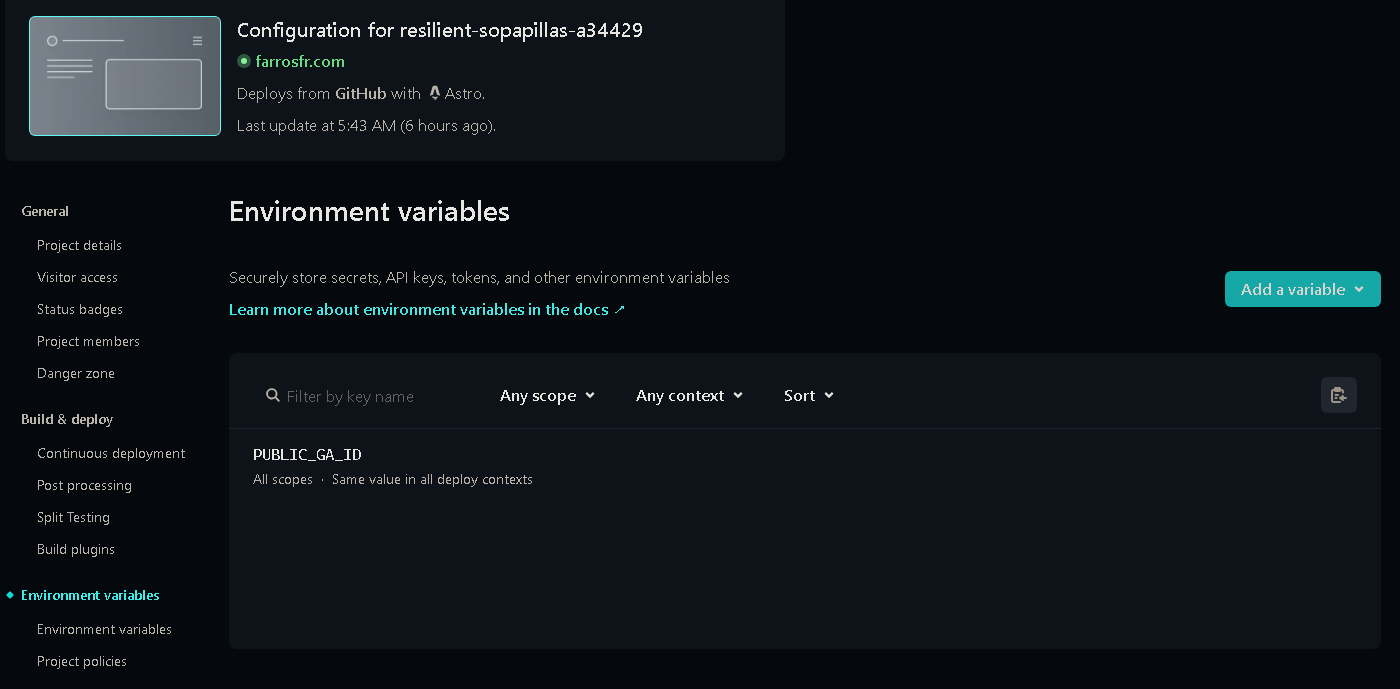 Configuration for resilient-sopapillas-a34429
farrosfr.com
Deploys from GitHub with Astro.
Last update at 5:43 AM (6 hours ago).
General
Project details
Visitor access
Status badges
Project members
Danger zone
Build & deploy
Continuous deployment
Post processing
Split Testing
Build plugins
Environment variables
Environment variables
Project policies
Environment variables
Securely store secrets, API keys, tokens, and other environment variables
Learn more about environment variables in the docs ↗
Add a variable
Filter by key name
Any scope
Any context
Sort
PUBLIC_GA_ID
All scopes · Same value in all deploy contexts